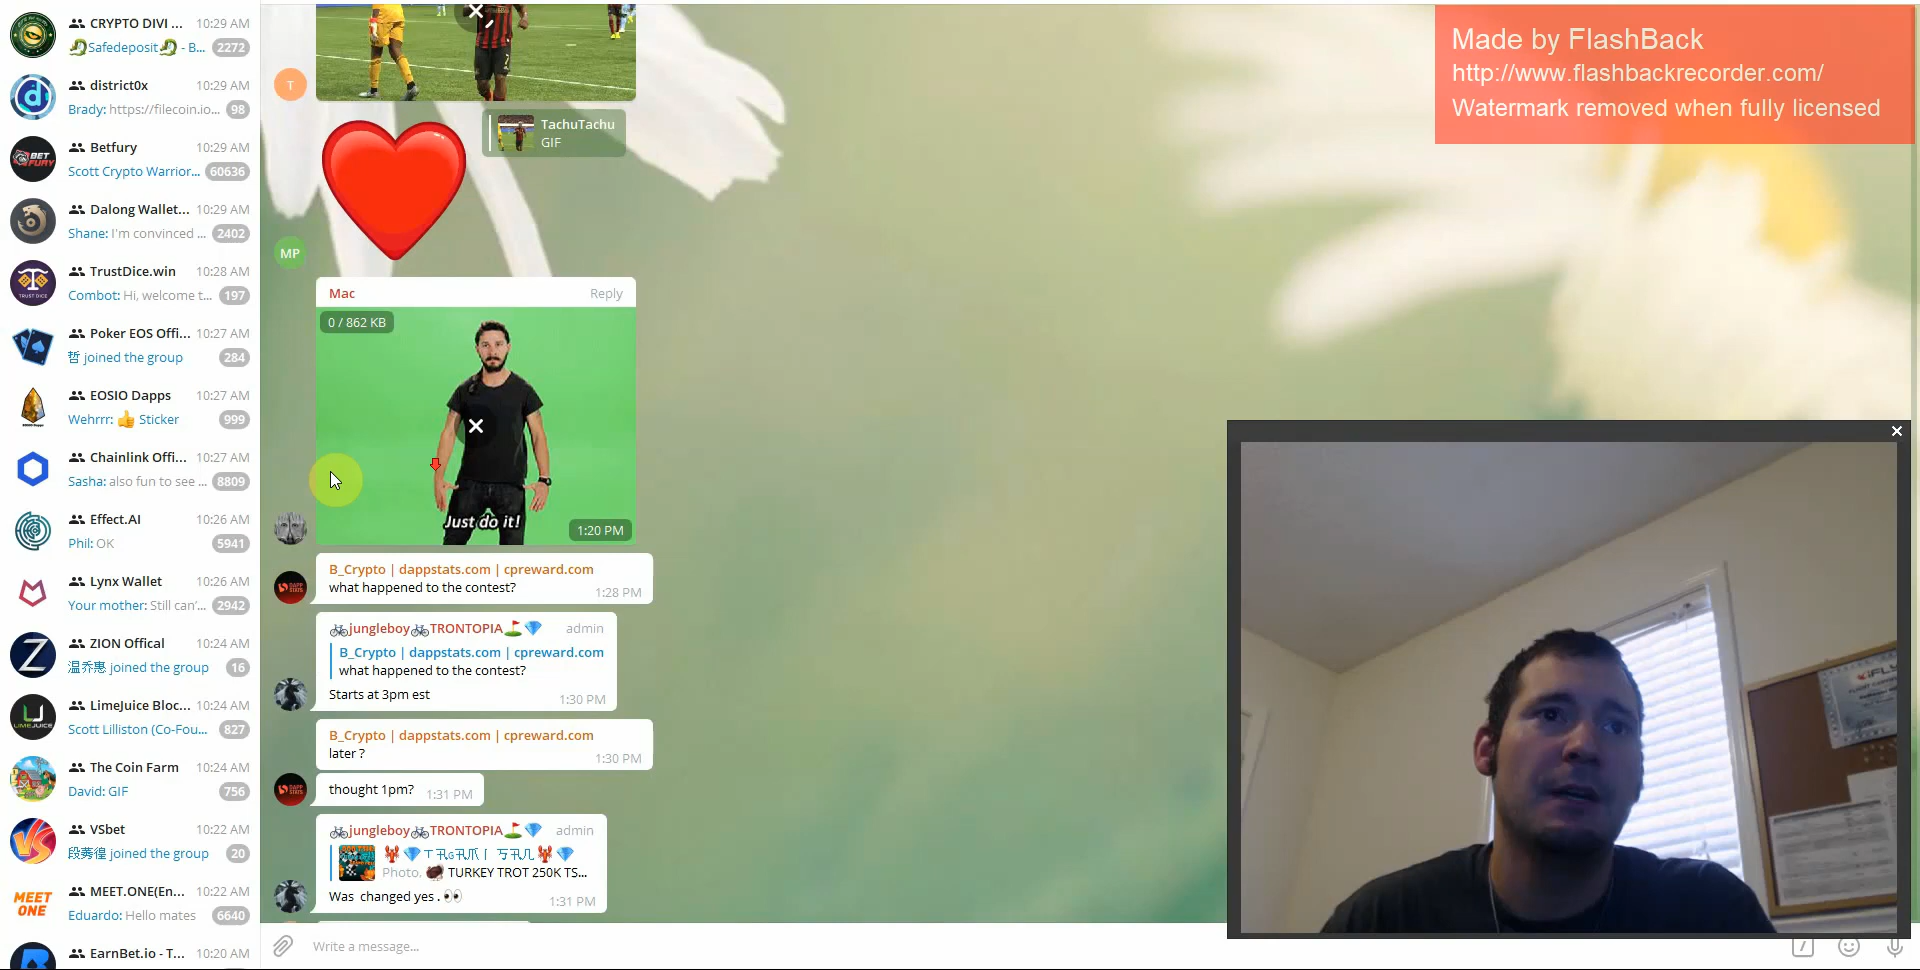 CRYPTO DIVI ... 10:29 AM
Safedeposit - B... 2272
district0x 10:29 AM
Brady: https://filecoin.io... 98
Betfury 10:29 AM
Scott Crypto Warrior... 60636
Dalong Wallet... 10:29 AM
Shane: I'm convinced ... 2402
TrustDice.win 10:28 AM
Combot: Hi, welcome t... 197
Poker EOS Offi... 10:27 AM
哲 joined the group 284
EOSIO Dapps 10:27 AM
Wehrrr: 👍 Sticker 999
Chainlink Offi... 10:27 AM
Sasha: also fun to see ... 8809
Effect.AI 10:26 AM
Phil: OK 5941
Lynx Wallet 10:26 AM
Your mother: Still can'... 2942
ZION Offical 10:24 AM
温乔惠 joined the group 16
LimeJuice Bloc... 10:24 AM
Scott Lilliston (Co-Fou... 827
The Coin Farm 10:24 AM
David: GIF 756
VSbet 10:22 AM
joined the group 20
MEET.ONE(En... 10:22 AM
Eduardo: Hello mates 6640
EarnBet.io - T... 10:20 AM
BET FURY
TRUST DICE
LIMEJUICE
VS
MEET ONE
T
TachuTachu
GIF
MP
Mac Reply
0 / 862 KB
Just do it!
1:20 PM
B_Crypto | dappstats.com | cpreward.com
what happened to the contest? 1:28 PM
🚲jungleboy🚲TRONTOPIA⛳💎 admin
B_Crypto | dappstats.com | cpreward.com
what happened to the contest?
Starts at 3pm est 1:30 PM
B_Crypto | dappstats.com | cpreward.com
later ? 1:30 PM
thought 1pm? 1:31 PM
🚲jungleboy🚲TRONTOPIA⛳💎 admin
Photo, 🦃 TURKEY TROT 250K TS...
Was changed yes . 👀 1:31 PM
Write a message...
Made by FlashBack
http://www.flashbackrecorder.com/
Watermark removed when fully licensed
iFLY